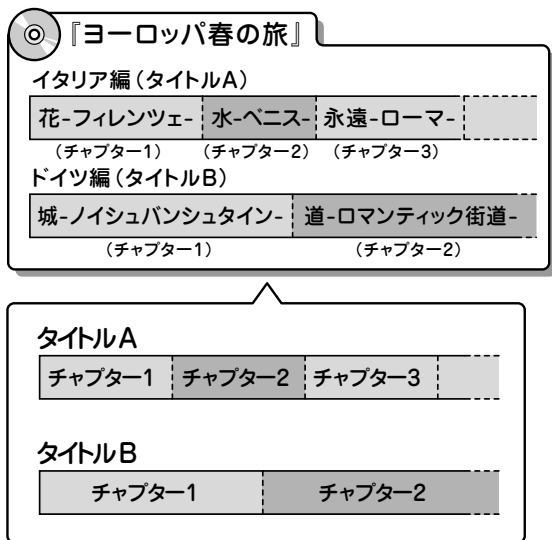 『ヨーロッパ春の旅』
イタリア編(タイトルA)
花-フィレンツェ- 水-ベニス- 永遠-ローマ-
(チャプター1) (チャプター2) (チャプター3)
ドイツ編(タイトルB)
城-ノイシュバンシュタイン- 道-ロマンティック街道-
(チャプター1) (チャプター2)
タイトルA
チャプター1 チャプター2 チャプター3
タイトルB
チャプター1 チャプター2